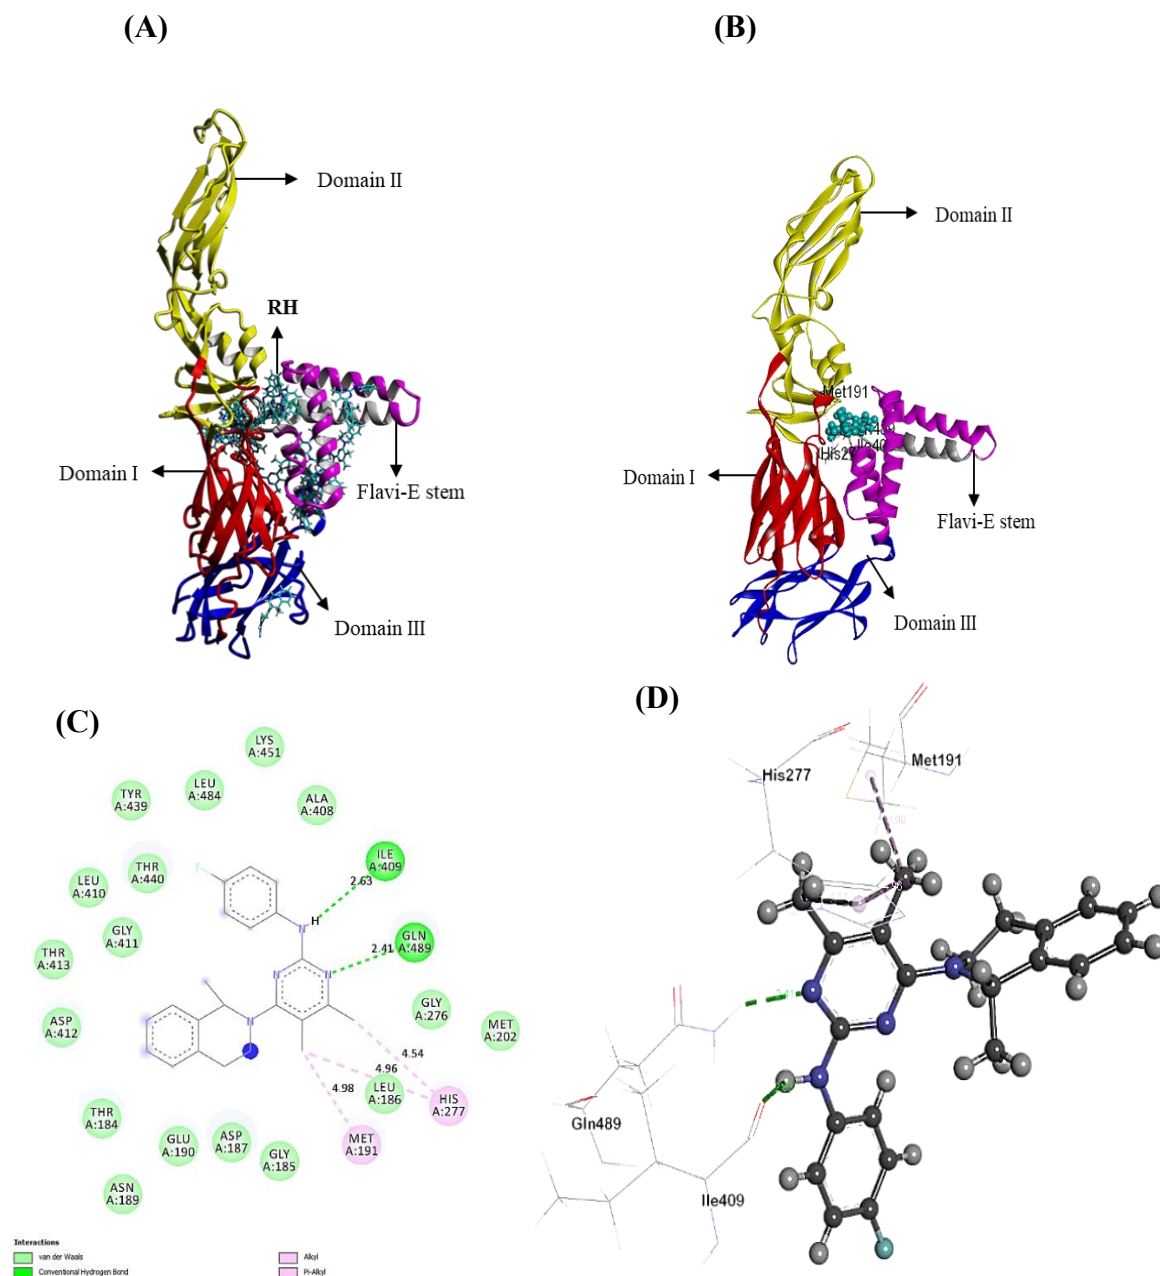 (A)
Domain II
RH
Domain I
Flavi-E stem
Domain III
(B)
Domain II
Met191
Domain I
Flavi-E stem
Domain III
(C)
LYS
A:451
LEU
A:484
TYR
A:439
ALA
A:408
ILE
A:409
THR
A:440
LEU
A:410
2.63
H
GLY
A:411
GLN
A:489
2.41
THR
A:413
N
N
N
GLY
A:276
MET
A:202
ASP
A:412
N
4.54
4.96
4.98
LEU
A:186
HIS
A:277
THR
A:184
GLU
A:190
ASP
A:187
GLY
A:185
MET
A:191
ASN
A:189
Interactions
van der Waals
Conventional Hydrogen Bond
Alkyl
Pi-Alkyl
(D)
Met191
His277
Gln489
Ile409